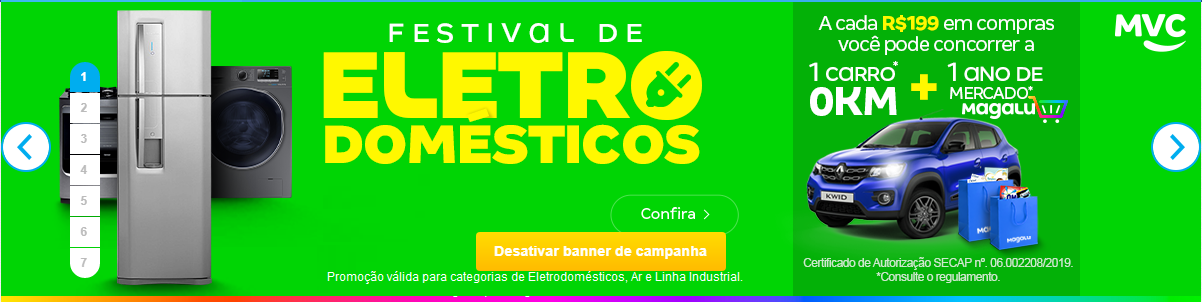 FESTIVAL DE
ELETRO
DOMÉSTICOS
Confira
Desativar banner de campanha
Promoção válida para categorias de Eletrodomésticos, Ar e Linha Industrial.
1
2
3
4
5
6
7
A cada R$199 em compras
você pode concorrer a
1 CARRO*
0KM
+
1 ANO DE
MERCADO*
Magalu
KWID
Magalu
Certificado de Autorização SECAP nº. 06.002208/2019.
*Consulte o regulamento.
MVC